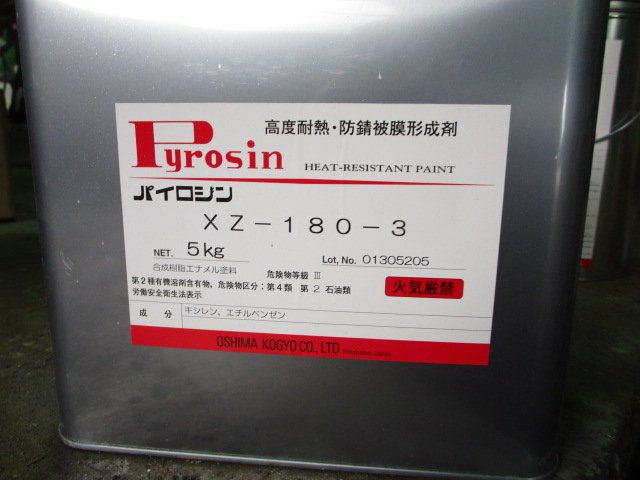 高度耐熱・防錆被膜形成剤
Pyrosin HEAT-RESISTANT PAINT
パイロジン
XZ-180-3
NET. 5kg Lot, No. 01305205
合成樹脂エナメル塗料 危険物等級 Ⅲ
第2種有機溶剤含有物, 危険物区分：第4類 第2石油類
労働安全衛生法表示
火気厳禁
成分 キシレン、エチルベンゼン
OSHIMA KOGYO CO., LTD Yokohama, Japan.